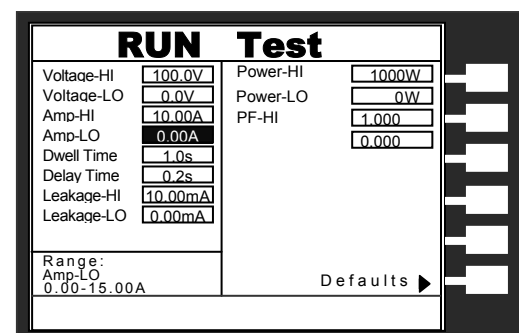 RUN Test
Voltage-HI 100.0V
Voltage-LO 0.0V
Amp-HI 10.00A
Amp-LO 0.00A
Dwell Time 1.0s
Delay Time 0.2s
Leakage-HI 10.00mA
Leakage-LO 0.00mA
Power-HI 1000W
Power-LO 0W
PF-HI 1.000
0.000
Range:
Amp-LO
0.00-15.00A
Defaults